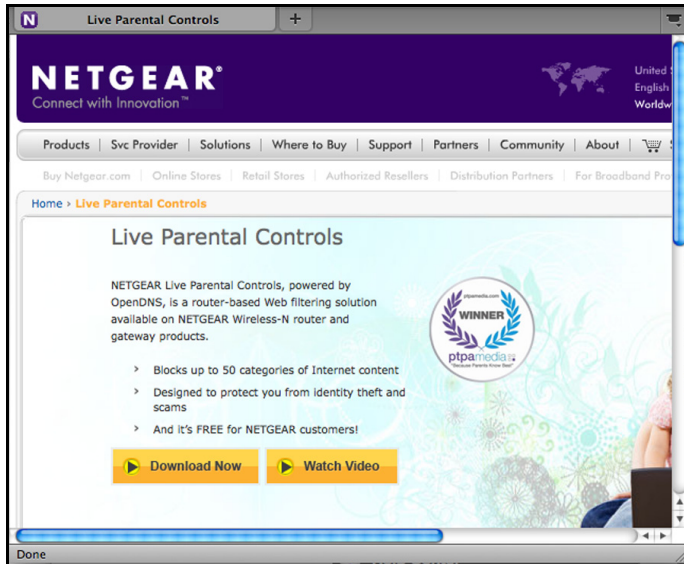 Live Parental Controls
+
NETGEAR®
Connect with Innovation™
United
English
Worldw
Products | Svc Provider | Solutions | Where to Buy | Support | Partners | Community | About |
Buy Netgear.com | Online Stores | Retail Stores | Authorized Resellers | Distribution Partners | For Broadband Pro
Home › Live Parental Controls
Live Parental Controls
NETGEAR Live Parental Controls, powered by
OpenDNS, is a router-based Web filtering solution
available on NETGEAR Wireless-N router and
gateway products.
› Blocks up to 50 categories of Internet content
› Designed to protect you from identity theft and
scams
› And it's FREE for NETGEAR customers!
ptpamedia.com
WINNER
ptpamedia
"Because Parents Know Best"
Download Now
Watch Video
Done